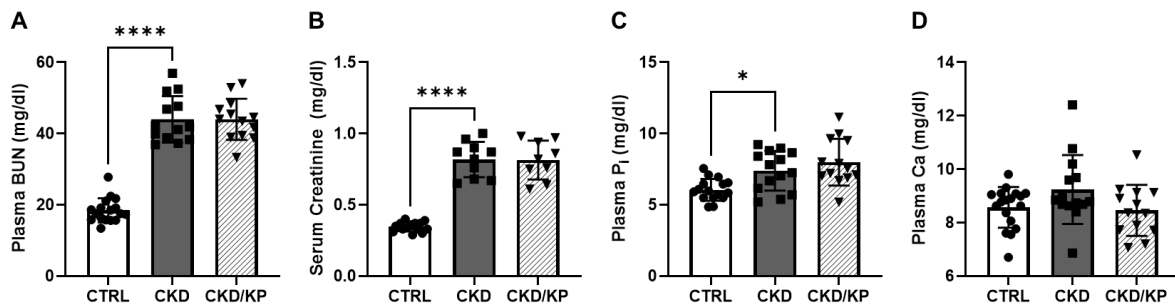 A
****
Plasma BUN (mg/dl)
60
40
20
0
CTRL CKD CKD/KP
B
****
Serum Creatinine (mg/dl)
1.5
1.0
0.5
0.0
CTRL CKD CKD/KP
C
*
Plasma Pi (mg/dl)
15
10
5
0
CTRL CKD CKD/KP
D
Plasma Ca (mg/dl)
14
12
10
8
6
CTRL CKD CKD/KP